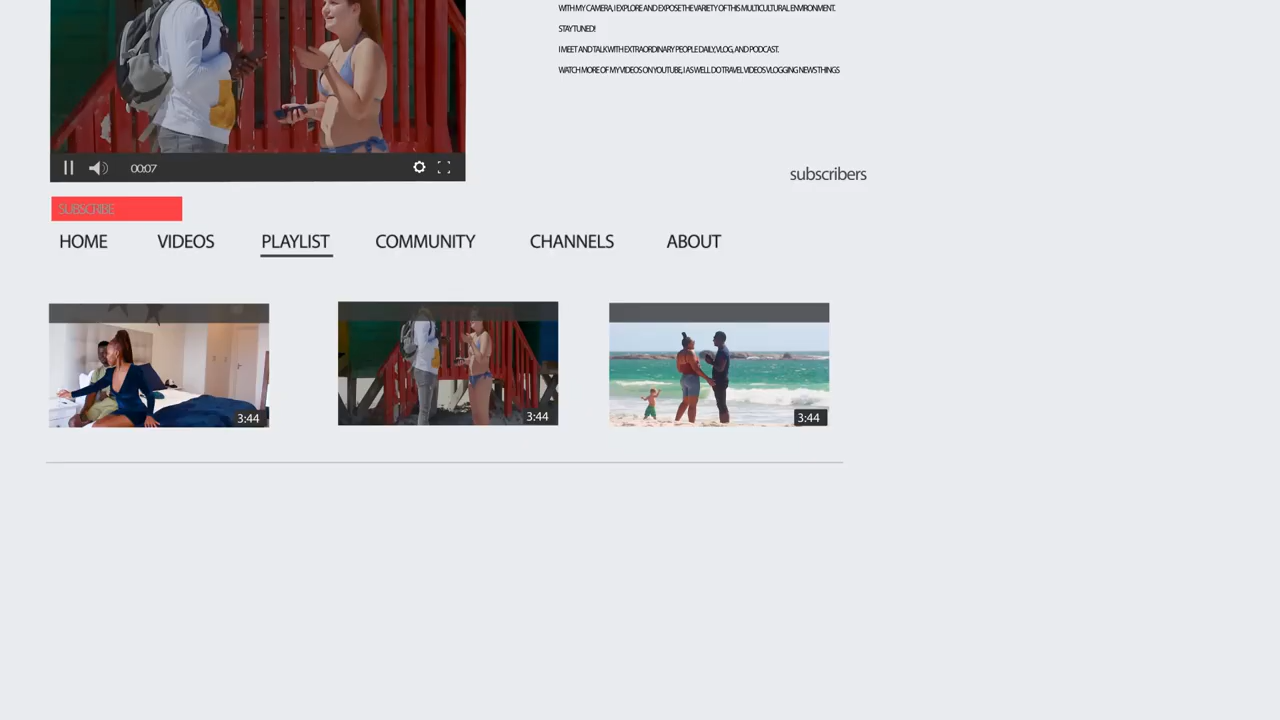 WITH MY CAMERA, I EXPLORE AND EXPOSE THE VARIETY OF THIS MULTICULTURAL ENVIRONMENT.
STAY TUNED!
I MEET AND TALK WITH EXTRAORDINARY PEOPLE DAILY, VLOG, AND PODCAST.
WATCH MORE OF MY VIDEOS ON YOUTUBE, I AS WELL DO TRAVEL VIDEOS VLOGGING NEWS THINGS
00:07
subscribers
SUBSCRIBE
HOME VIDEOS PLAYLIST COMMUNITY CHANNELS ABOUT
3:44 3:44 3:44